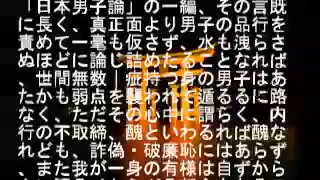 「日本男子論」の一編、その言既
に長く、真正面より男子の品行を
責めて一毫も仮さず、水も洩らさ
ぬほどに論じ詰めたることなれば
、世間無数｜疵持つ身の男子はあ
たかも弱点を襲われて遁るるに路
なく、ただその心中に謂らく、内
行の不取締、醜といわるれば醜な
れども、詐偽・破廉恥にはあらず
、また我が一身の有様は自ずから